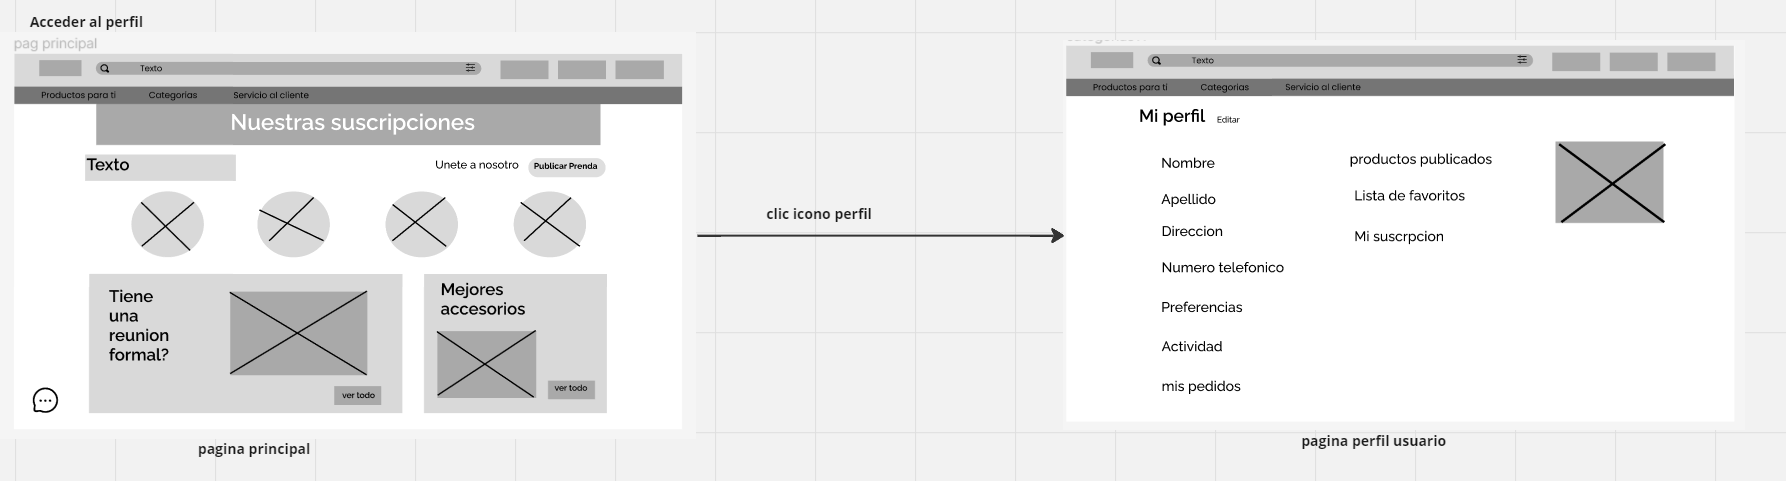 Acceder al perfil
pag principal
Texto
Productos para ti
Categorias
Servicio al cliente
Nuestras suscripciones
Texto
Unete a nosotro
Publicar Prenda
Tiene
una
reunion
formal?
ver todo
Mejores
accesorios
ver todo
pagina principal
clic icono perfil
Texto
Productos para ti
Categorias
Servicio al cliente
Mi perfil
Editar
Nombre
Apellido
Direccion
Numero telefonico
Preferencias
Actividad
mis pedidos
productos publicados
Lista de favoritos
Mi suscrpcion
pagina perfil usuario